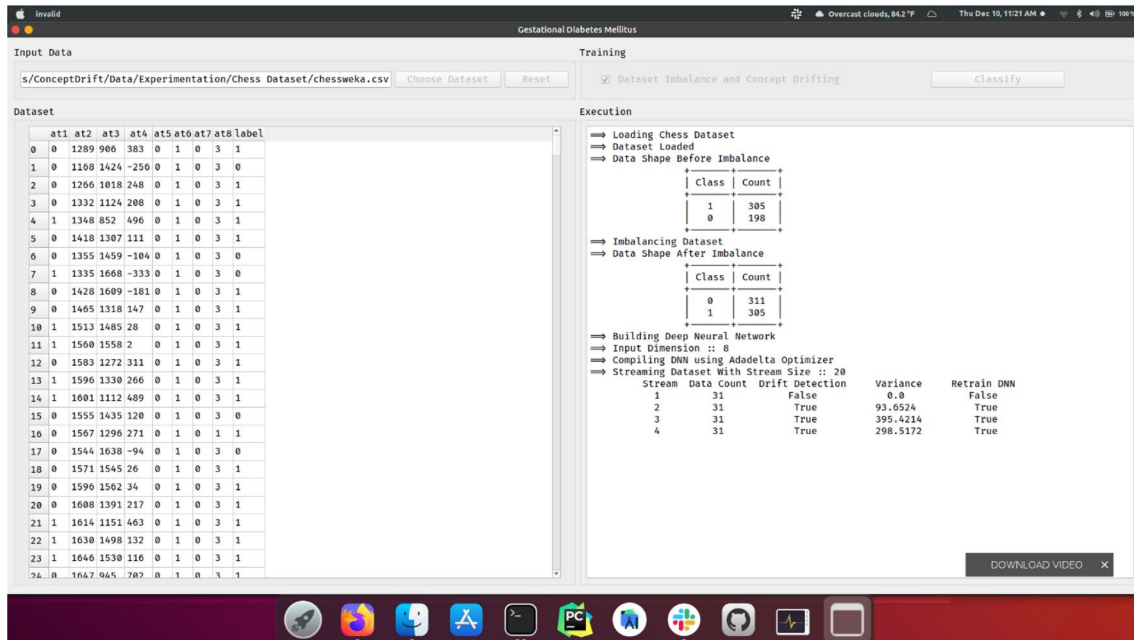 invalid
Overcast clouds, 84.2 °F Thu Dec 10, 11:21 AM 100 %
Gestational Diabetes Mellitus
Input Data
s/ConceptDrift/Data/Experimentation/Chess Dataset/chessweka.csv Choose Dataset Reset
Training
Dataset Imbalance and Concept Drifting Classify
Dataset
at1 at2 at3 at4 at5 at6 at7 at8 label
0 0 1289 906 383 0 1 0 3 1
1 0 1168 1424 -256 0 1 0 3 0
2 0 1266 1018 248 0 1 0 3 1
3 0 1332 1124 208 0 1 0 3 1
4 1 1348 852 496 0 1 0 3 1
5 0 1418 1307 111 0 1 0 3 1
6 0 1355 1459 -104 0 1 0 3 0
7 1 1335 1668 -333 0 1 0 3 0
8 0 1428 1609 -181 0 1 0 3 1
9 0 1465 1318 147 0 1 0 3 1
10 1 1513 1485 28 0 1 0 3 1
11 1 1560 1558 2 0 1 0 3 1
12 0 1583 1272 311 0 1 0 3 1
13 1 1596 1330 266 0 1 0 3 1
14 1 1601 1112 489 0 1 0 3 1
15 0 1555 1435 120 0 1 0 3 0
16 0 1567 1296 271 0 1 0 1 1
17 0 1544 1638 -94 0 1 0 3 0
18 0 1571 1545 26 0 1 0 3 1
19 0 1596 1562 34 0 1 0 3 1
20 0 1608 1391 217 0 1 0 3 1
21 1 1614 1151 463 0 1 0 3 1
22 1 1630 1498 132 0 1 0 3 1
23 1 1646 1530 116 0 1 0 3 1
24 0 1647 945 702 0 1 0 3 1
Execution
⟹ Loading Chess Dataset
⟹ Dataset Loaded
⟹ Data Shape Before Imbalance
Class Count
1 305
0 198
⟹ Imbalancing Dataset
⟹ Data Shape After Imbalance
Class Count
0 311
1 305
⟹ Building Deep Neural Network
⟹ Input Dimension :: 8
⟹ Compiling DNN using Adadelta Optimizer
⟹ Streaming Dataset With Stream Size :: 20
Stream Data Count Drift Detection Variance Retrain DNN
1 31 False 0.0 False
2 31 True 93.6524 True
3 31 True 395.4214 True
4 31 True 298.5172 True
DOWNLOAD VIDEO X
PC